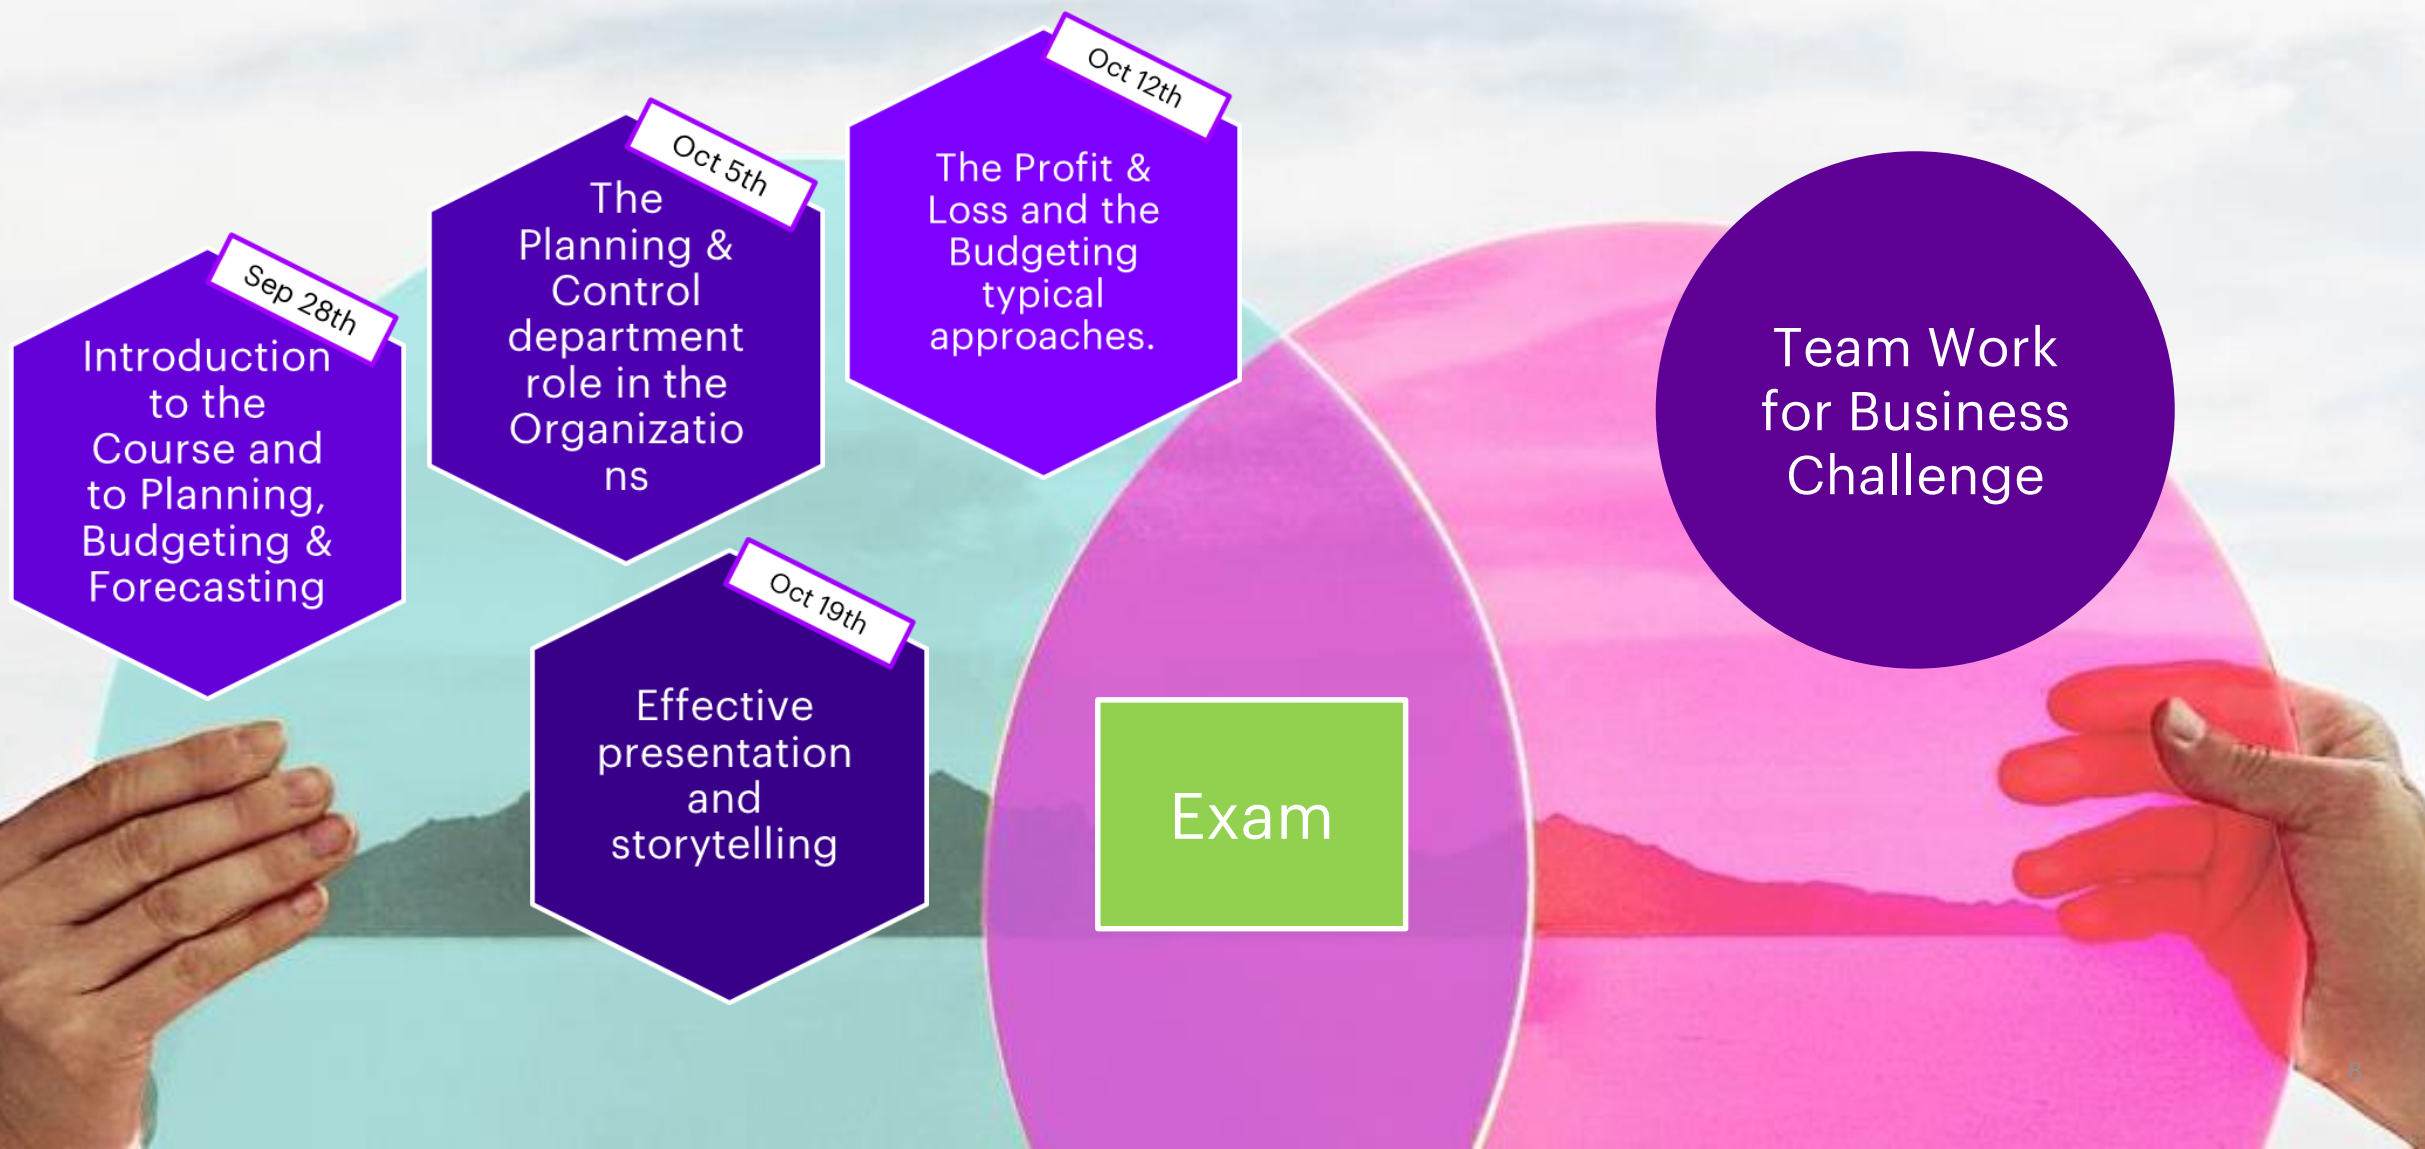 Sep 28th
Introduction
to the
Course and
to Planning,
Budgeting &
Forecasting
Oct 5th
The
Planning &
Control
department
role in the
Organizatio
ns
Oct 12th
The Profit &
Loss and the
Budgeting
typical
approaches.
Oct 19th
Effective
presentation
and
storytelling
Exam
Team Work
for Business
Challenge
8